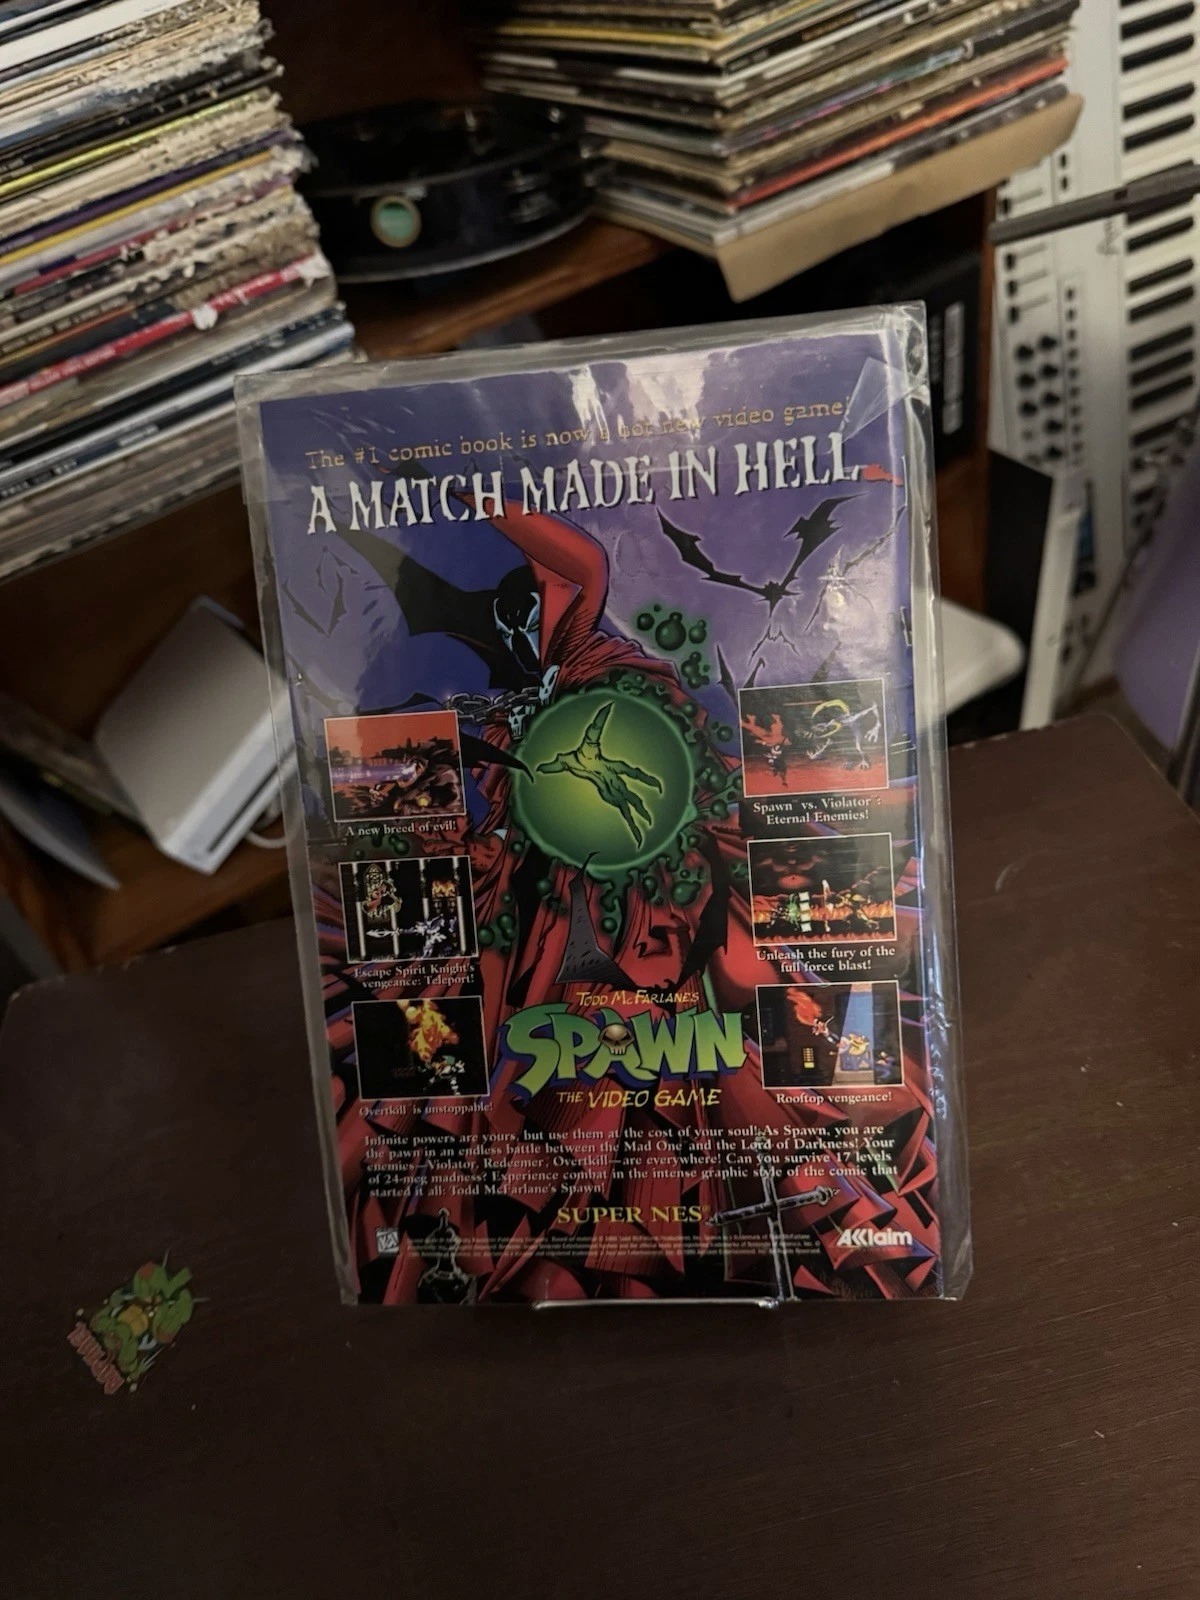 The #1 comic book is now a hot new video game!
A MATCH MADE IN HELL
A new breed of evil!
Spawn™ vs. Violator™:
Eternal Enemies!
Escape Spirit Knight's
vengeance: Teleport!
Unleash the fury of the
full force blast!
Overtkill is unstoppable!
Rooftop vengeance!
TODD McFARLANE'S
SPAWN
THE VIDEO GAME
Infinite powers are yours, but use them at the cost of your soul! As Spawn, you are
the pawn in an endless battle between the Mad One and the Lord of Darkness! Your
enemies—Violator, Redeemer, Overtkill—are everywhere! Can you survive 17 levels
of 24-meg madness? Experience combat in the intense graphic style of the comic that
started it all: Todd McFarlane's Spawn!
SUPER NES®
AKKlaim